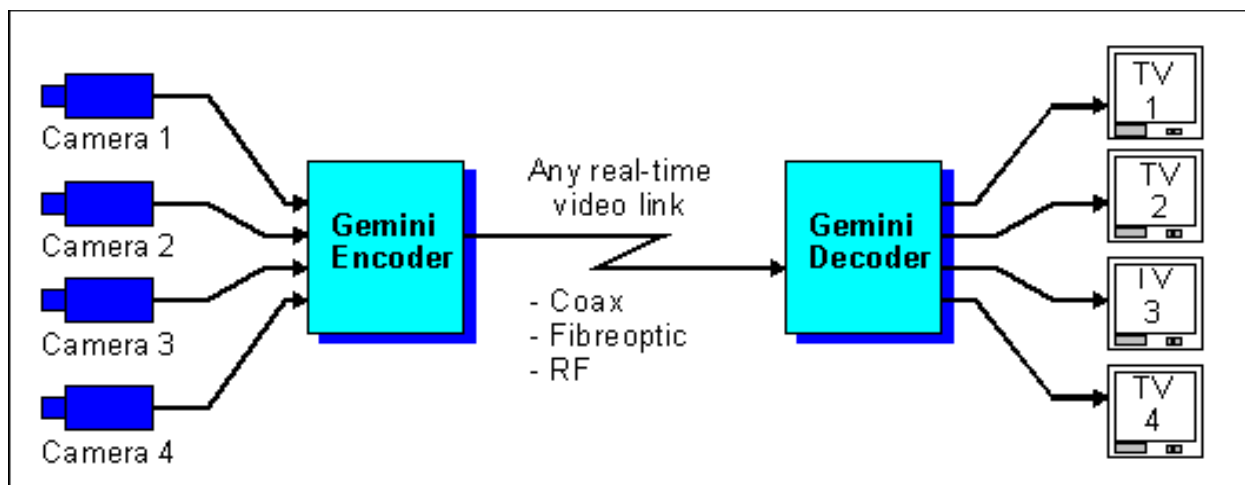 Camera 1
Camera 2
Camera 3
Camera 4
Gemini
Encoder
Any real-time
video link
- Coax
- Fibreoptic
- RF
Gemini
Decoder
TV
1
TV
2
TV
3
TV
4